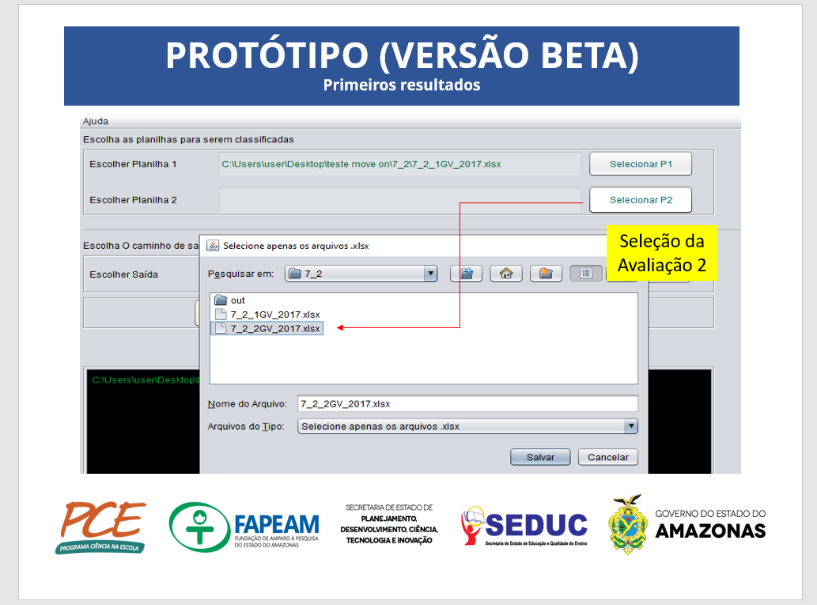 PROTÓTIPO (VERSÃO BETA)
Primeiros resultados
Ajuda
Escolha as planilhas para serem classificadas
Escolher Planilha 1
C:\Users\user\Desktop\teste move on\7_2\7_2_1GV_2017.xlsx
Selecionar P1
Escolher Planilha 2
Selecionar P2
Seleção da
Avaliação 2
Escolha O caminho de sa
Selecione apenas os arquivos .xlsx
Escolher Saída
Pesquisar em:
7_2
out
7_2_1GV_2017.xlsx
7_2_2GV_2017.xlsx
C:\Users\user\Desktop\
Nome do Arquivo:
7_2_2GV_2017.xlsx
Arquivos do Tipo:
Selecione apenas os arquivos .xlsx
Salvar
Cancelar
PCE
PROGRAMA CIÊNCIA NA ESCOLA
FAPEAM
FUNDAÇÃO DE AMPARO À PESQUISA
DO ESTADO DO AMAZONAS
SECRETARIA DE ESTADO DE
PLANEJAMENTO,
DESENVOLVIMENTO, CIÊNCIA,
TECNOLOGIA E INOVAÇÃO
SEDUC
Secretaria de Estado de Educação e Qualidade do Ensino
GOVERNO DO ESTADO DO
AMAZONAS